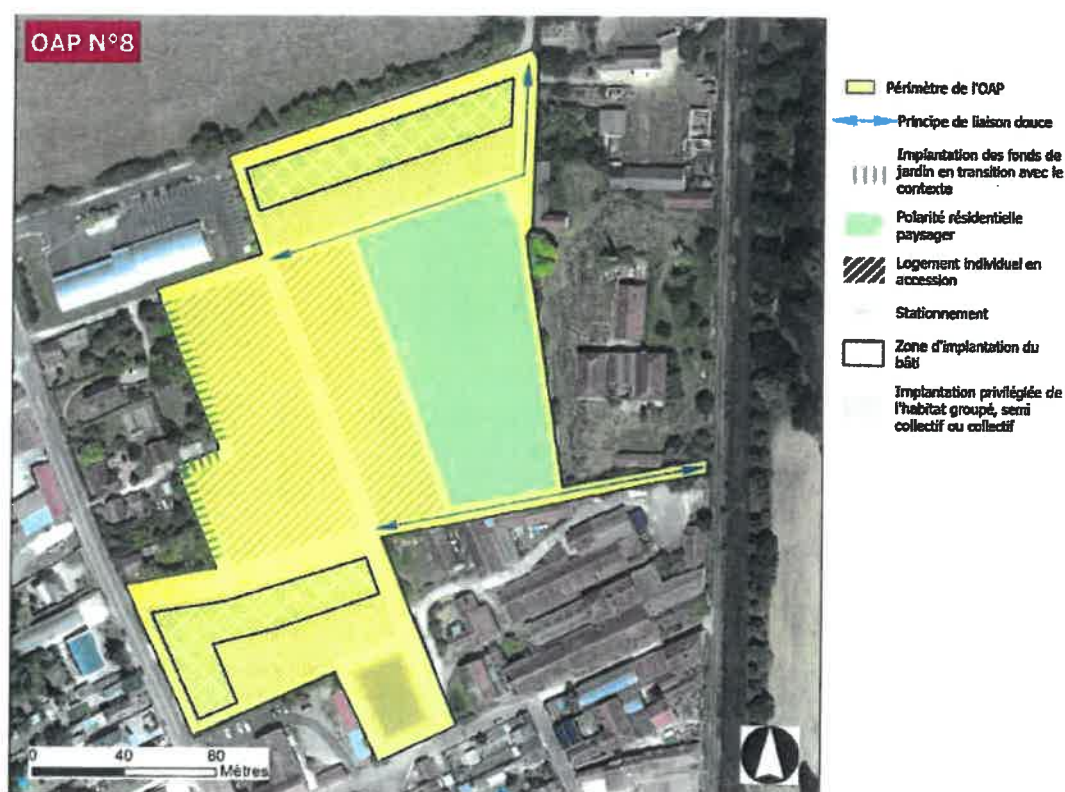 OAP N°8
Périmètre de l'OAP
Principe de liaison douce
Implantation des fonds de
jardin en transition avec le
contexte
Polarité résidentielle
paysager
Logement individuel en
accession
Stationnement
Zone d'implantation du
bâti
Implantation privilégiée de
l'habitat groupé, semi
collectif ou collectif
0 40 80
Mètres